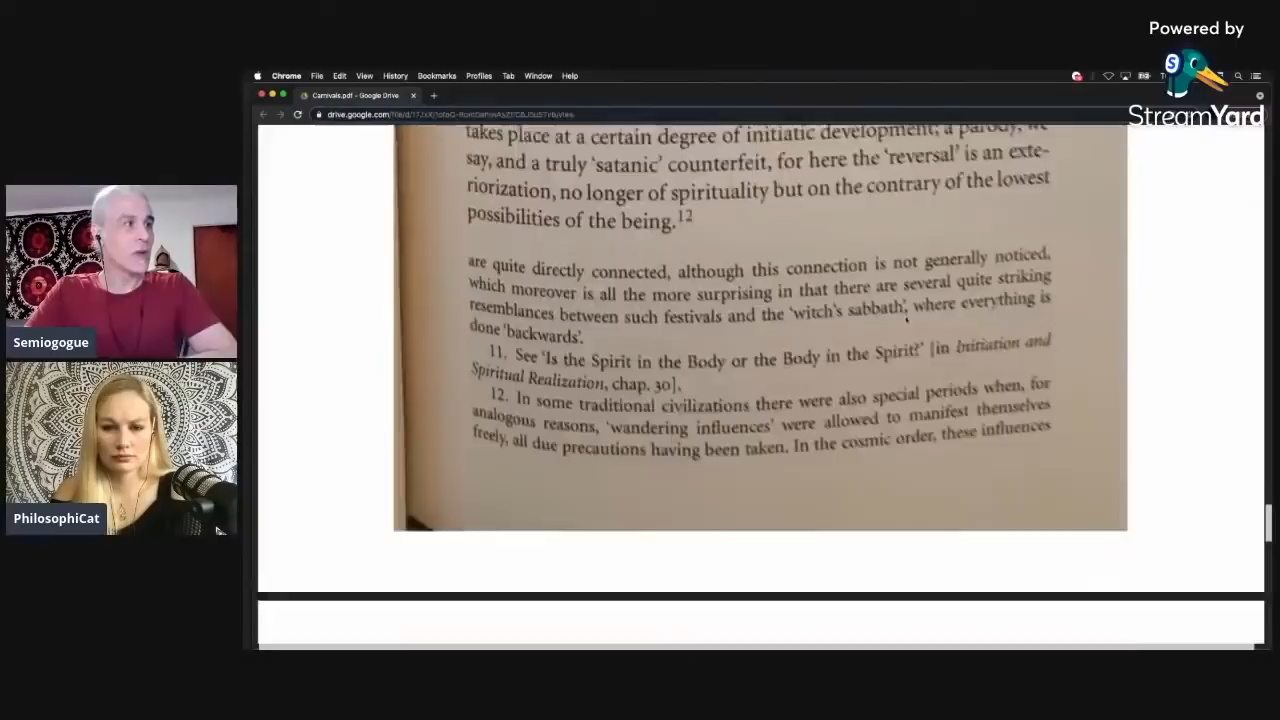 Powered by
StreamYard
Chrome File Edit View History Bookmarks Profiles Tab Window Help
Carnivals.pdf - Google Drive
drive.google.com
takes place at a certain degree of initiatic development; a parody, we
say, and a truly 'satanic' counterfeit, for here the 'reversal' is an exte-
riorization, no longer of spirituality but on the contrary of the lowest
possibilities of the being.12
are quite directly connected, although this connection is not generally noticed,
which moreover is all the more surprising in that there are several quite striking
resemblances between such festivals and the 'witch's sabbath', where everything is
done 'backwards'.
11. See 'Is the Spirit in the Body or the Body in the Spirit?' [in Initiation and
Spiritual Realization, chap. 30].
12. In some traditional civilizations there were also special periods when, for
analogous reasons, 'wandering influences' were allowed to manifest themselves
freely, all due precautions having been taken. In the cosmic order, these influences
Semiogogue
PhilosophiCat